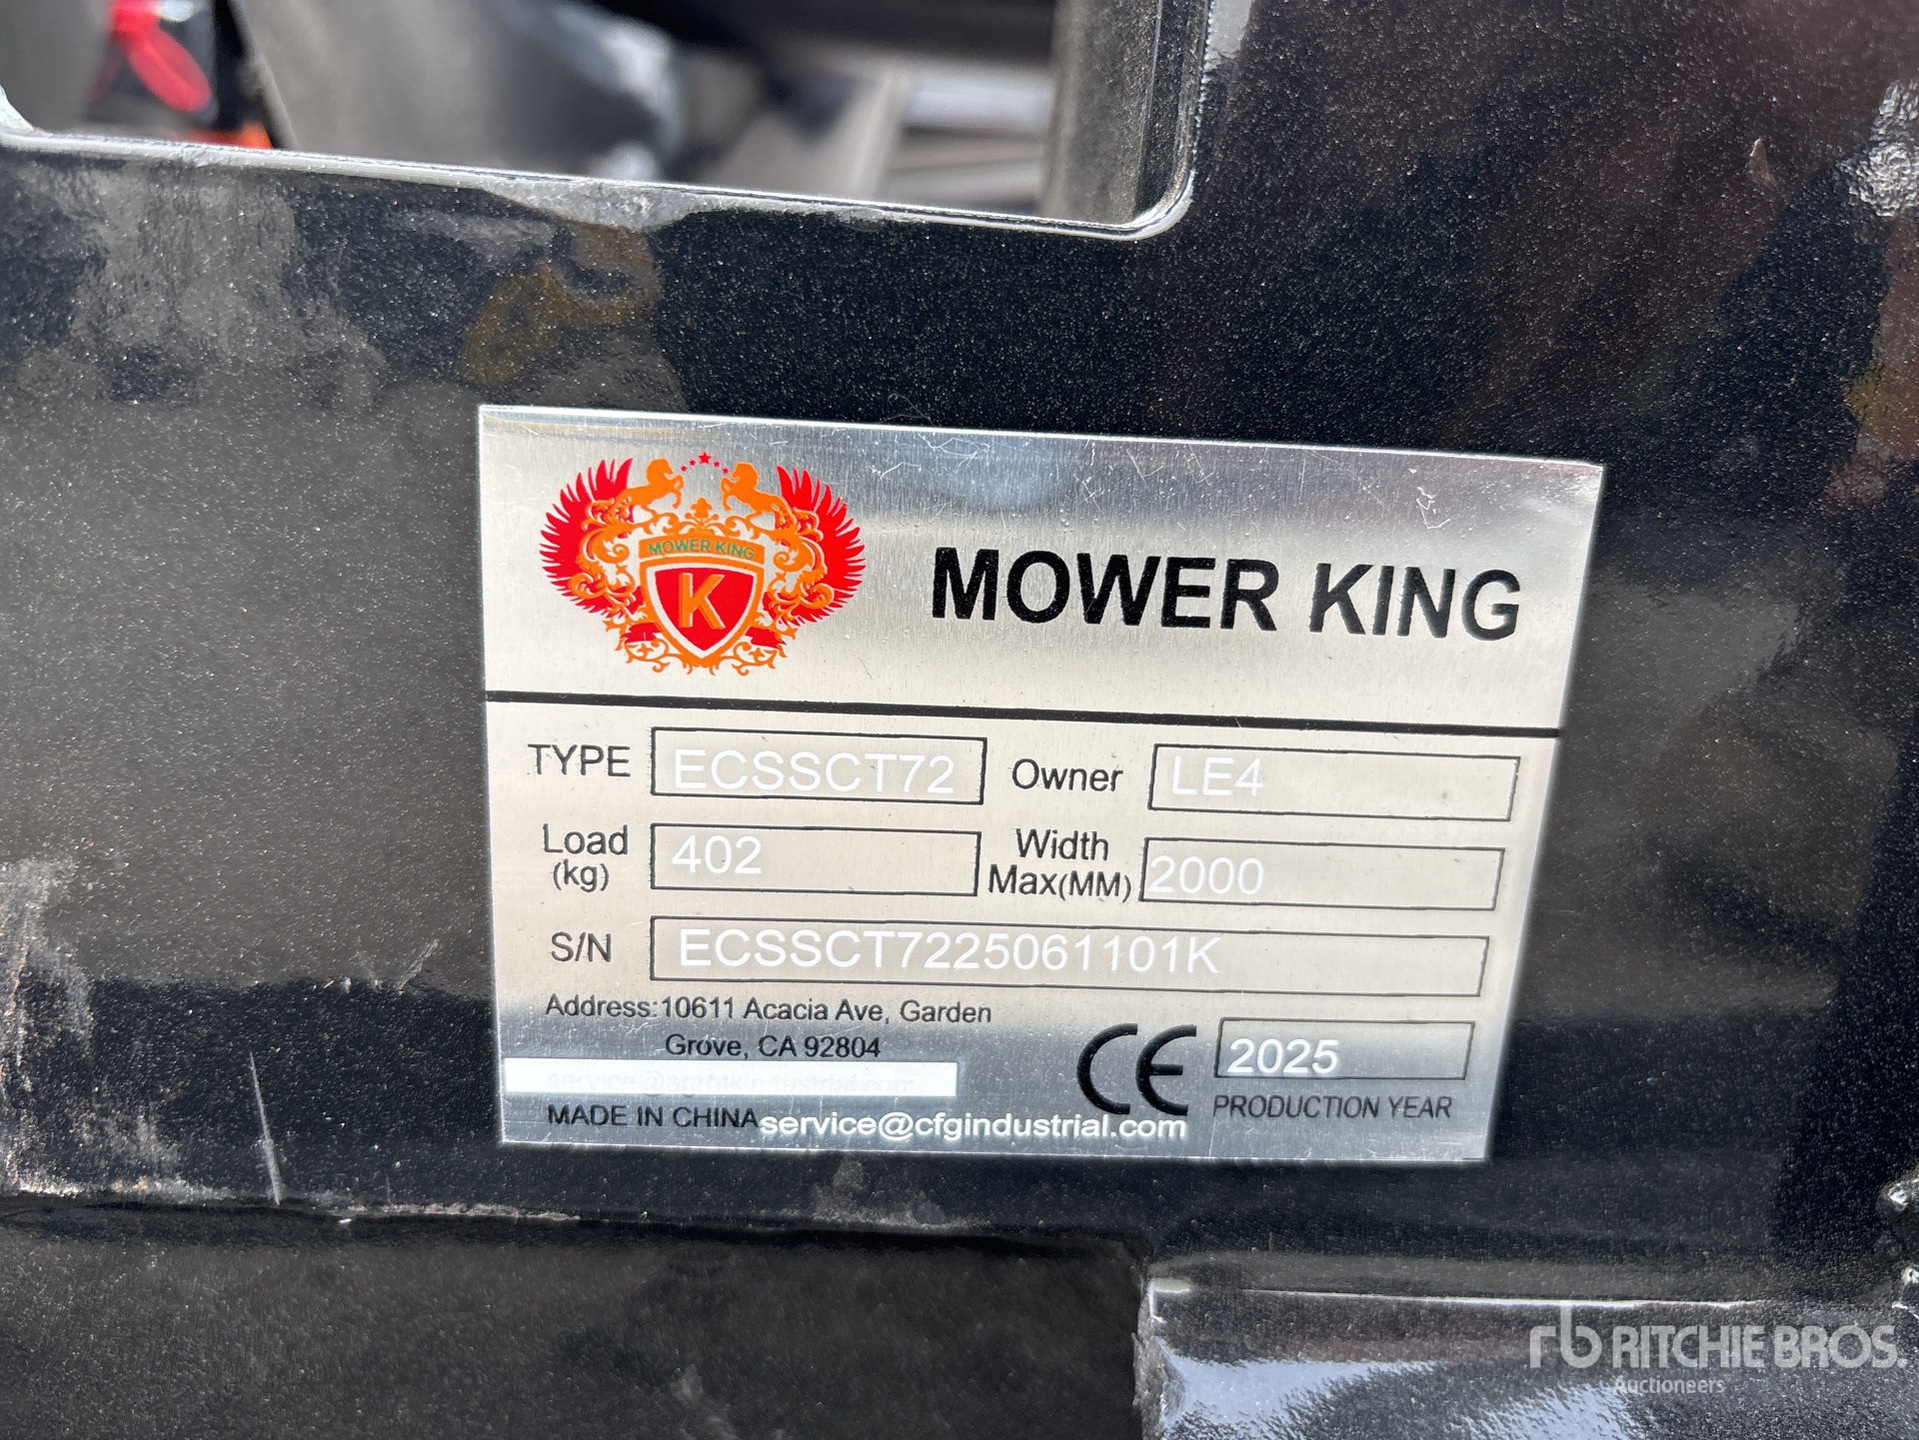 MOWER KING
K
MOWER KING
TYPE ECSSCT72 Owner LE4
Load (kg) 402 Width Max(MM) 2000
S/N ECSSCT7225061101K
Address:10611 Acacia Ave, Garden
Grove, CA 92804
CE 2025
PRODUCTION YEAR
MADE IN CHINA service@cfgindustrial.com
rb RITCHIE BROS.
Auctioneers